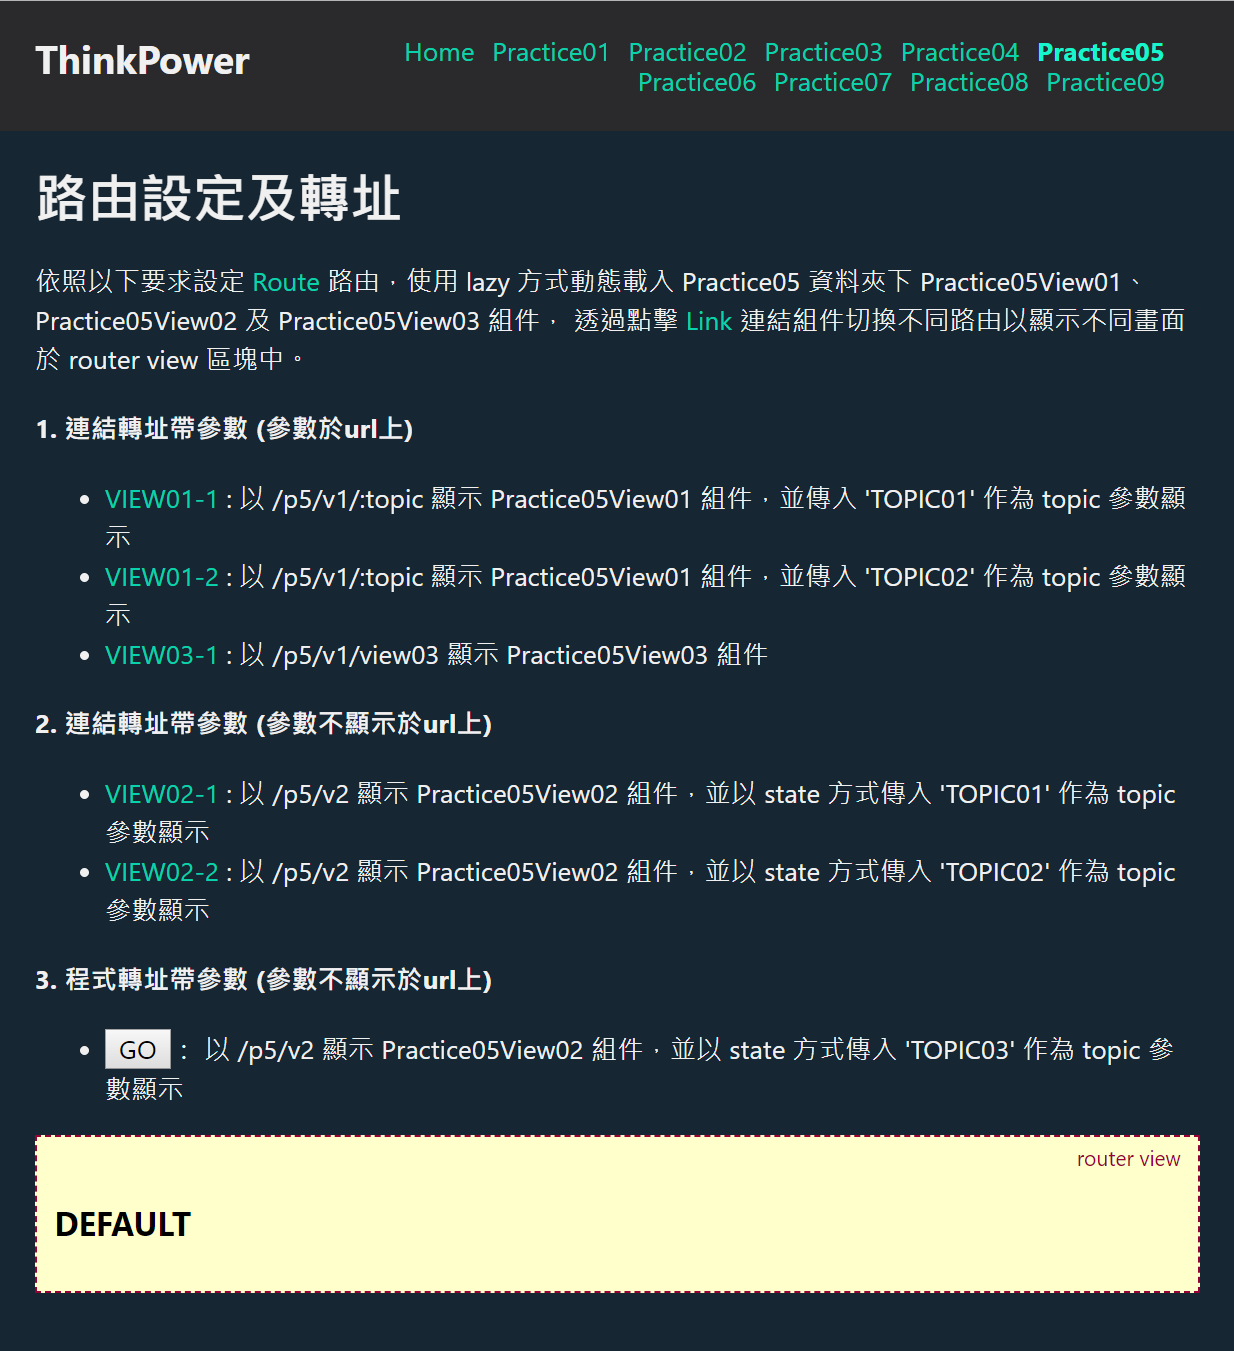 ThinkPower
Home Practice01 Practice02 Practice03 Practice04 Practice05
Practice06 Practice07 Practice08 Practice09
路由設定及轉址
依照以下要求設定 Route 路由，使用 lazy 方式動態載入 Practice05 資料夾下 Practice05View01、
Practice05View02 及 Practice05View03 組件， 透過點擊 Link 連結組件切換不同路由以顯示不同畫面
於 router view 區塊中。
1. 連結轉址帶參數 (參數於url上)
• VIEW01-1 : 以 /p5/v1/:topic 顯示 Practice05View01 組件，並傳入 'TOPIC01' 作為 topic 參數顯
示
• VIEW01-2 : 以 /p5/v1/:topic 顯示 Practice05View01 組件，並傳入 'TOPIC02' 作為 topic 參數顯
示
• VIEW03-1 : 以 /p5/v1/view03 顯示 Practice05View03 組件
2. 連結轉址帶參數 (參數不顯示於url上)
• VIEW02-1 : 以 /p5/v2 顯示 Practice05View02 組件，並以 state 方式傳入 'TOPIC01' 作為 topic
參數顯示
• VIEW02-2 : 以 /p5/v2 顯示 Practice05View02 組件，並以 state 方式傳入 'TOPIC02' 作為 topic
參數顯示
3. 程式轉址帶參數 (參數不顯示於url上)
• GO : 以 /p5/v2 顯示 Practice05View02 組件，並以 state 方式傳入 'TOPIC03' 作為 topic 參
數顯示
router view
DEFAULT